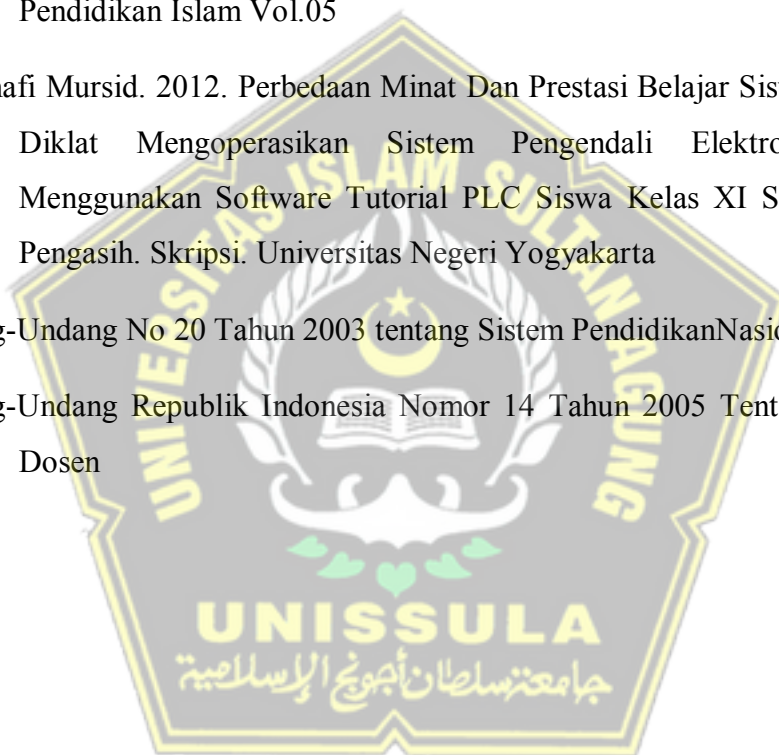 Pendidikan Islam Vol.05
afi Mursid. 2012. Perbedaan Minat Dan Prestasi Belajar Sis
Diklat Mengoperasikan Sistem Pengendali Elektro
Menggunakan Software Tutorial PLC Siswa Kelas XI S
Pengasih. Skripsi. Universitas Negeri Yogyakarta
g-Undang No 20 Tahun 2003 tentang Sistem PendidikanNasio
g-Undang Republik Indonesia Nomor 14 Tahun 2005 Tent
Dosen
UNIVERSITAS ISLAM SULTAN AGUNG
UNISSULA
جامعة سلطان أجونج الإسلامية